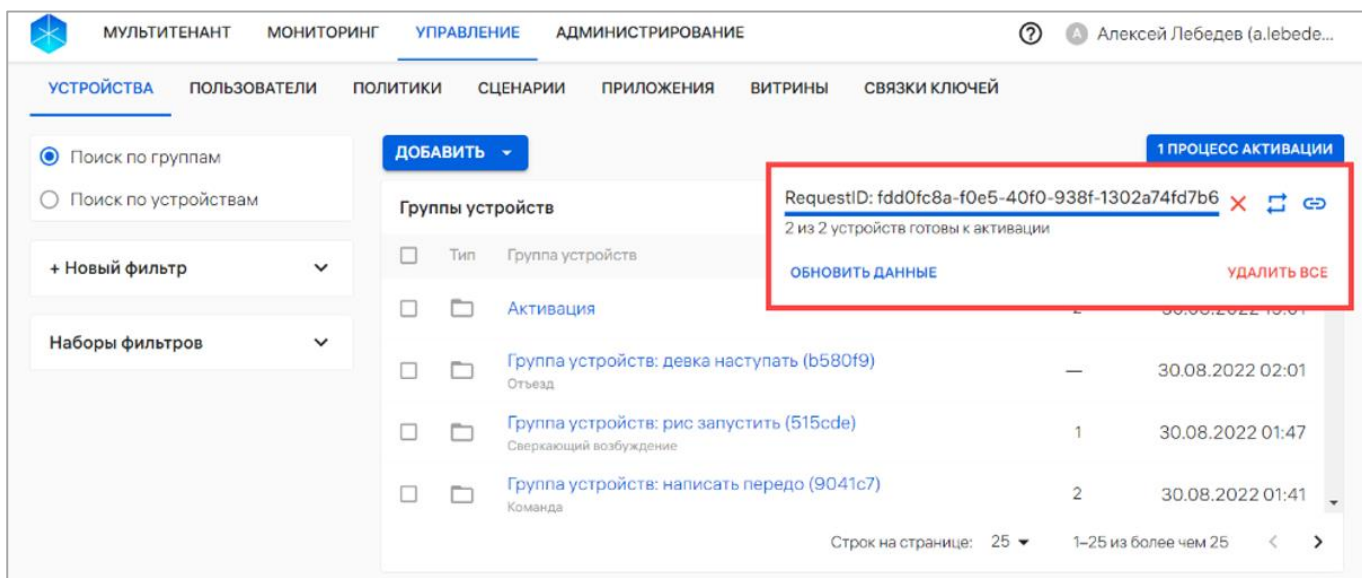 МУЛЬТИТЕНАНТ МОНИТОРИНГ УПРАВЛЕНИЕ АДМИНИСТРИРОВАНИЕ А Алексей Лебедев (a.lebede...
УСТРОЙСТВА ПОЛЬЗОВАТЕЛИ ПОЛИТИКИ СЦЕНАРИИ ПРИЛОЖЕНИЯ ВИТРИНЫ СВЯЗКИ КЛЮЧЕЙ
Поиск по группам
Поиск по устройствам
+ Новый фильтр
Наборы фильтров
ДОБАВИТЬ
1 ПРОЦЕСС АКТИВАЦИИ
RequestID: fdd0fc8a-f0e5-40f0-938f-1302a74fd7b6
2 из 2 устройств готовы к активации
ОБНОВИТЬ ДАННЫЕ УДАЛИТЬ ВСЕ
Группы устройств
Тип Группа устройств
Активация
Группа устройств: девка наступать (b580f9) — 30.08.2022 02:01
Отъезд
Группа устройств: рис запустить (515cde) 1 30.08.2022 01:47
Сверкающий возбуждение
Группа устройств: написать передо (9041c7) 2 30.08.2022 01:41
Команда
Строк на странице: 25 1–25 из более чем 25